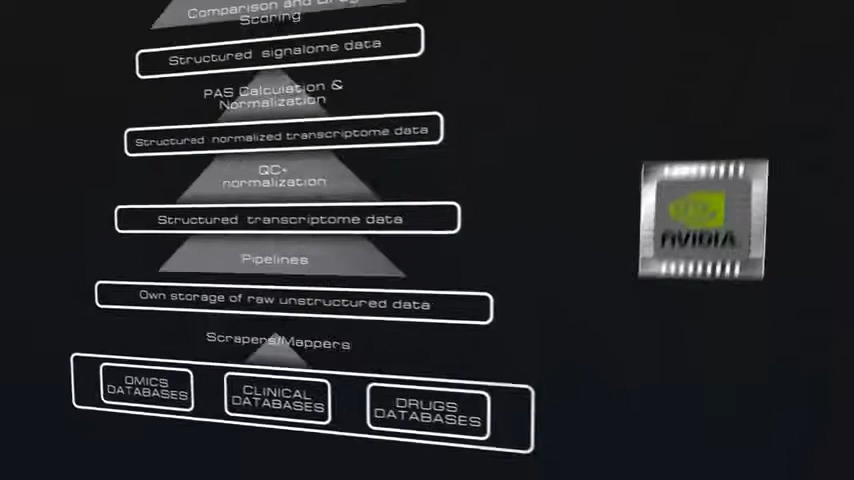 Comparison and Drug
Scoring
Structured signalome data
PAS Calculation &
Normalization
Structured normalized transcriptome data
QC+
normalization
Structured transcriptome data
Pipelines
Own storage of raw unstructured data
Scrapers/Mappers
OMICS
DATABASES
CLINICAL
DATABASES
DRUGS
DATABASES
NVIDIA